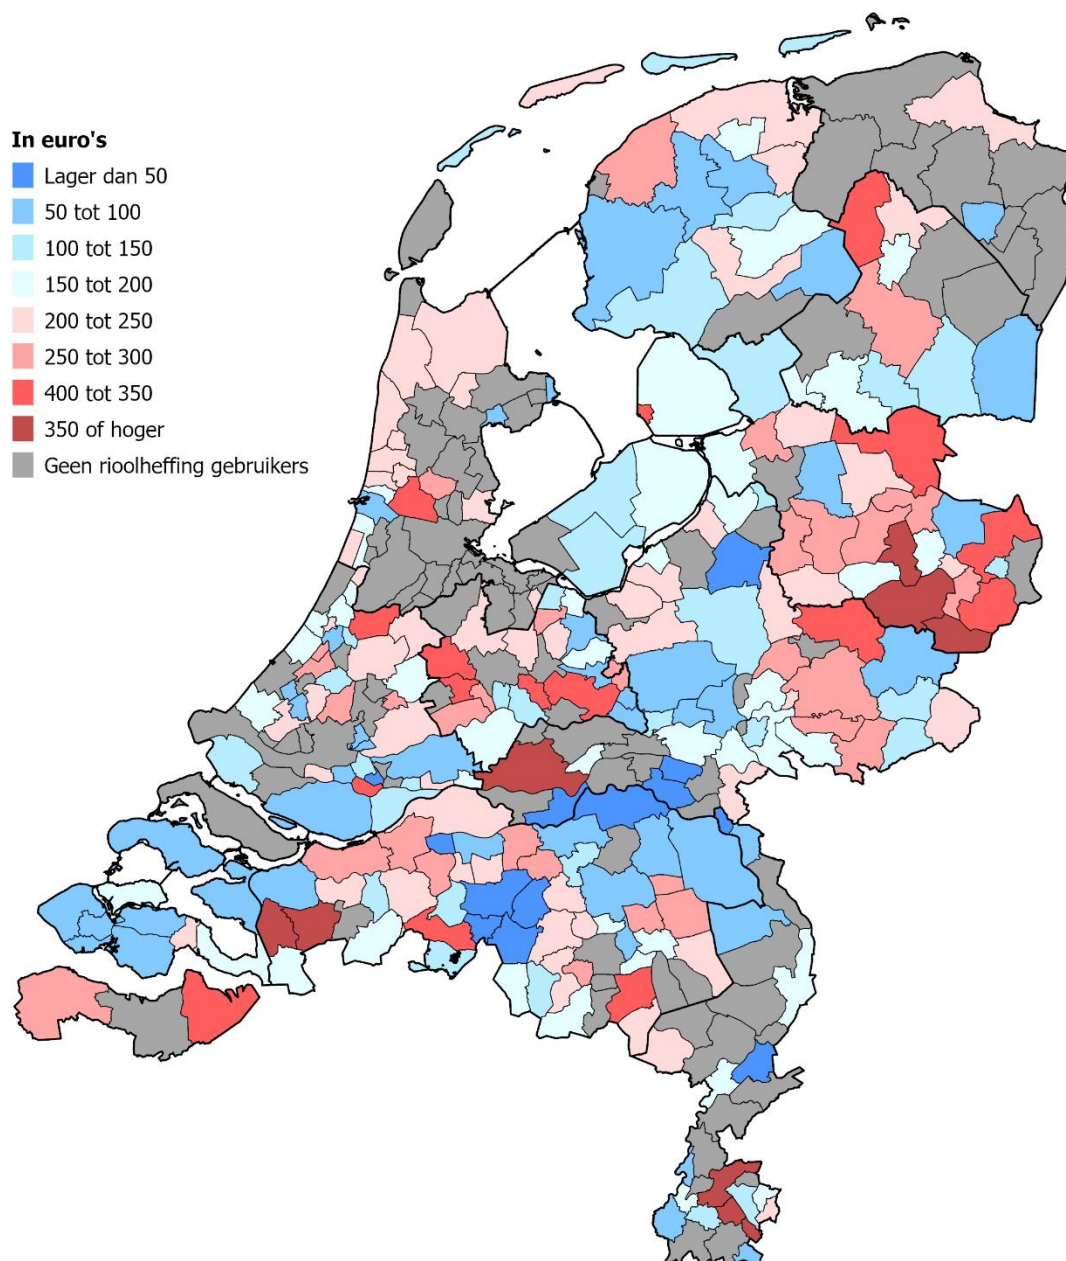 In euro's
Lager dan 50
50 tot 100
100 tot 150
150 tot 200
200 tot 250
250 tot 300
400 tot 350
350 of hoger
Geen rioolheffing gebruikers